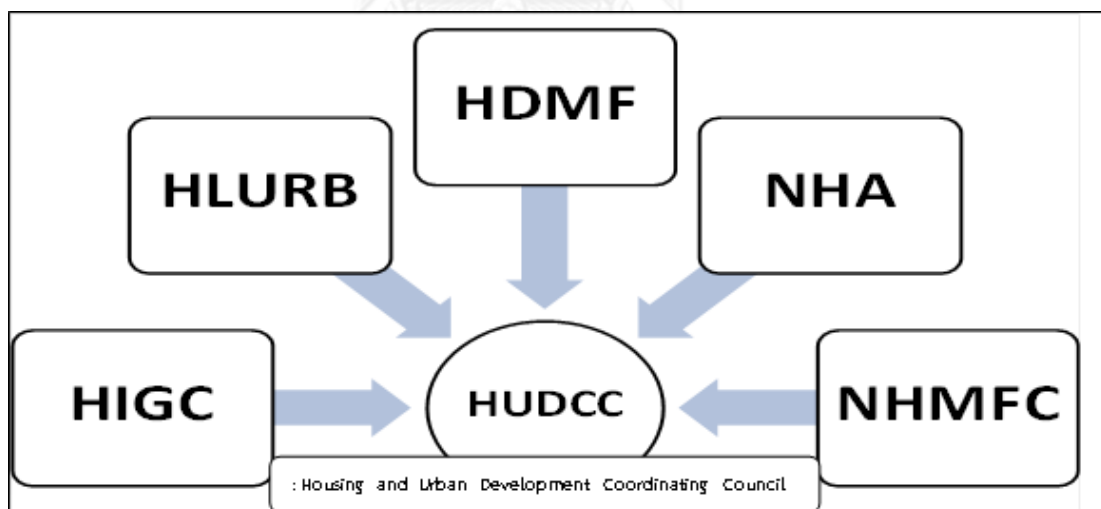 HDMF
HLURB
NHA
HIGC
HUDCC
NHMFC
: Housing and Urban Development Coordinating Council